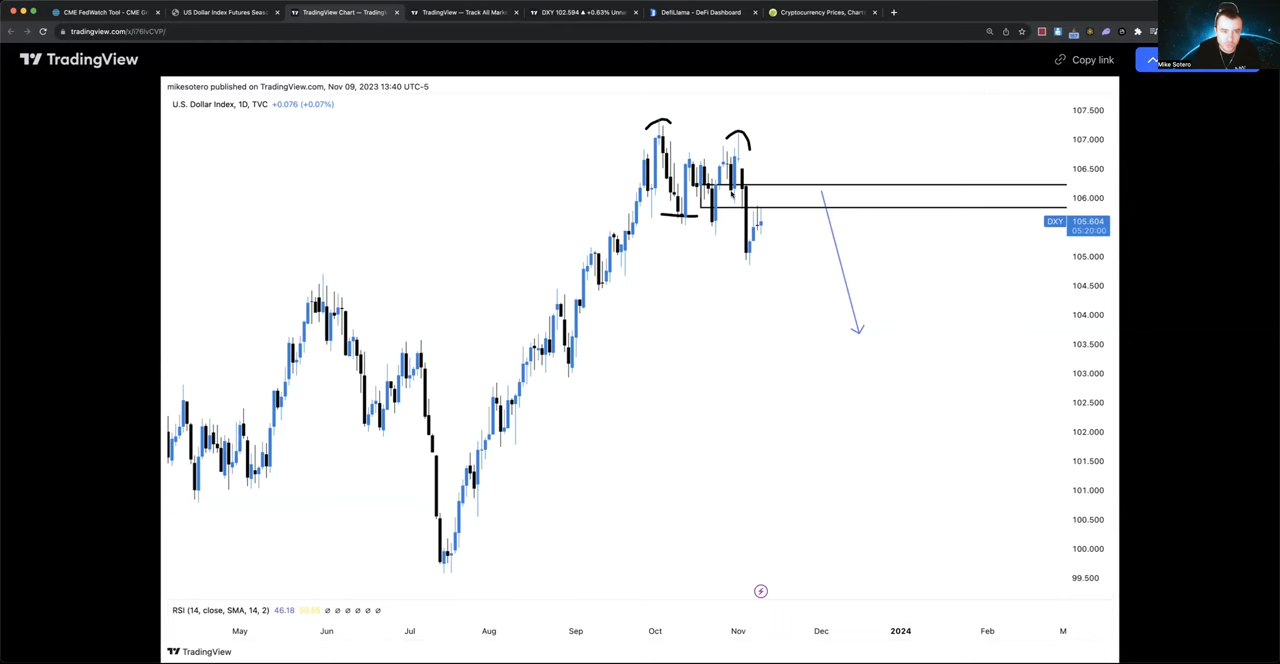 CME FedWatch Tool - CME G
US Dollar Index Futures Seas
TradingView Chart — Trading
TradingView — Track All Mark
DXY 102.594 ▲ +0.63% Unna
DefiLlama - DeFi Dashboard
Cryptocurrency Prices, Charts
tradingview.com/x/i76lvCVP/
TradingView
Copy link
Mike Sotero
mikesotero published on TradingView.com, Nov 09, 2023 13:40 UTC-5
U.S. Dollar Index, 1D, TVC +0.076 (+0.07%)
107.500
107.000
106.500
106.000
DXY 105.604
05:20:00
105.000
104.500
104.000
103.500
103.000
102.500
102.000
101.500
101.000
100.500
100.000
99.500
RSI (14, close, SMA, 14, 2) 46.18 ø ø ø ø ø ø
May Jun Jul Aug Sep Oct Nov Dec 2024 Feb M
TradingView